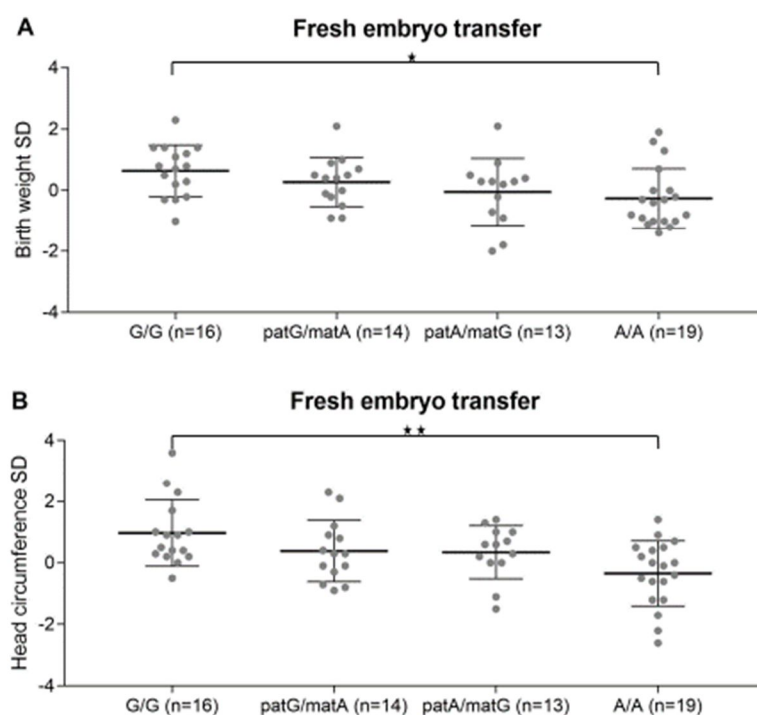 A
Fresh embryo transfer
★
Birth weight SD
4
2
0
-2
-4
G/G (n=16) patG/matA (n=14) patA/matG (n=13) A/A (n=19)
B
Fresh embryo transfer
★★
Head circumference SD
4
2
0
-2
-4
G/G (n=16) patG/matA (n=14) patA/matG (n=13) A/A (n=19)